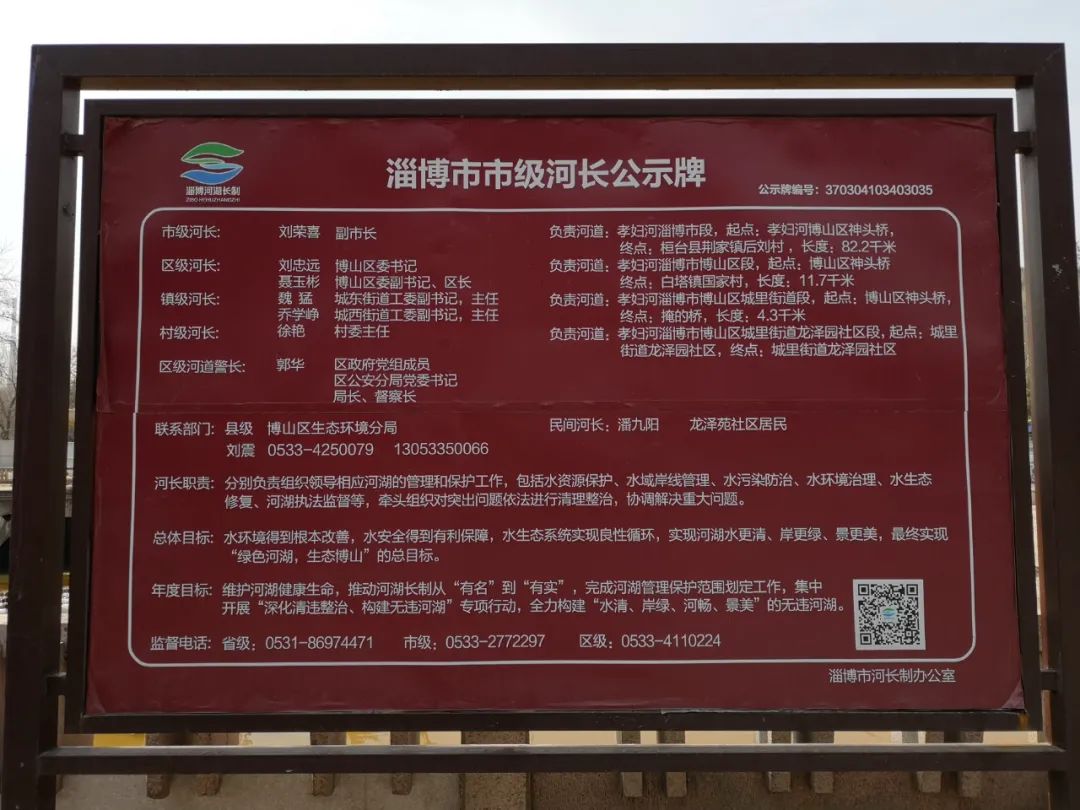 淄博河湖长制
ZIBO HEHUZHANGZHI
淄博市市级河长公示牌
公示牌编号：370304103403035
市级河长：刘荣喜 副市长 负责河道：孝妇河淄博市段，起点：孝妇河博山区神头桥，
终点：桓台县荆家镇后刘村，长度：82.2千米
区级河长：刘忠远 博山区委书记 负责河道：孝妇河淄博市博山区段，起点：博山区神头桥
聂玉彬 博山区委副书记、区长 终点：白塔镇国家村，长度：11.7千米
镇级河长：魏 猛 城东街道工委副书记，主任 负责河道：孝妇河淄博市博山区城里街道段，起点：博山区神头桥，
乔学峥 城西街道工委副书记，主任 终点：掩的桥，长度：4.3千米
村级河长：徐艳 村委主任 负责河道：孝妇河淄博市博山区城里街道龙泽园社区段，起点：城里
街道龙泽园社区，终点：城里街道龙泽园社区
区级河道警长：郭华 区政府党组成员
区公安分局党委书记
局长、督察长
联系部门：县级 博山区生态环境分局 民间河长：潘九阳 龙泽苑社区居民
刘震 0533-4250079 13053350066
河长职责：分别负责组织领导相应河湖的管理和保护工作，包括水资源保护、水域岸线管理、水污染防治、水环境治理、水生态
修复、河湖执法监督等，牵头组织对突出问题依法进行清理整治，协调解决重大问题。
总体目标：水环境得到根本改善，水安全得到有利保障，水生态系统实现良性循环，实现河湖水更清、岸更绿、景更美，最终实现
“绿色河湖，生态博山”的总目标。
年度目标：维护河湖健康生命，推动河湖长制从“有名”到“有实”，完成河湖管理保护范围划定工作，集中
开展“深化清违整治、构建无违河湖”专项行动，全力构建“水清、岸绿、河畅、景美”的无违河湖。
监督电话：省级：0531-86974471 市级：0533-2772297 区级：0533-4110224
淄博市河长制办公室